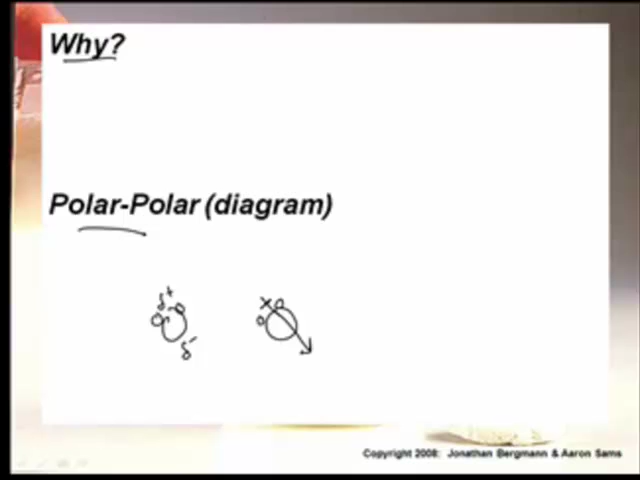 Why?
Polar-Polar (diagram)
δ+
δ-
Copyright 2008: Jonathan Bergmann & Aaron Sams